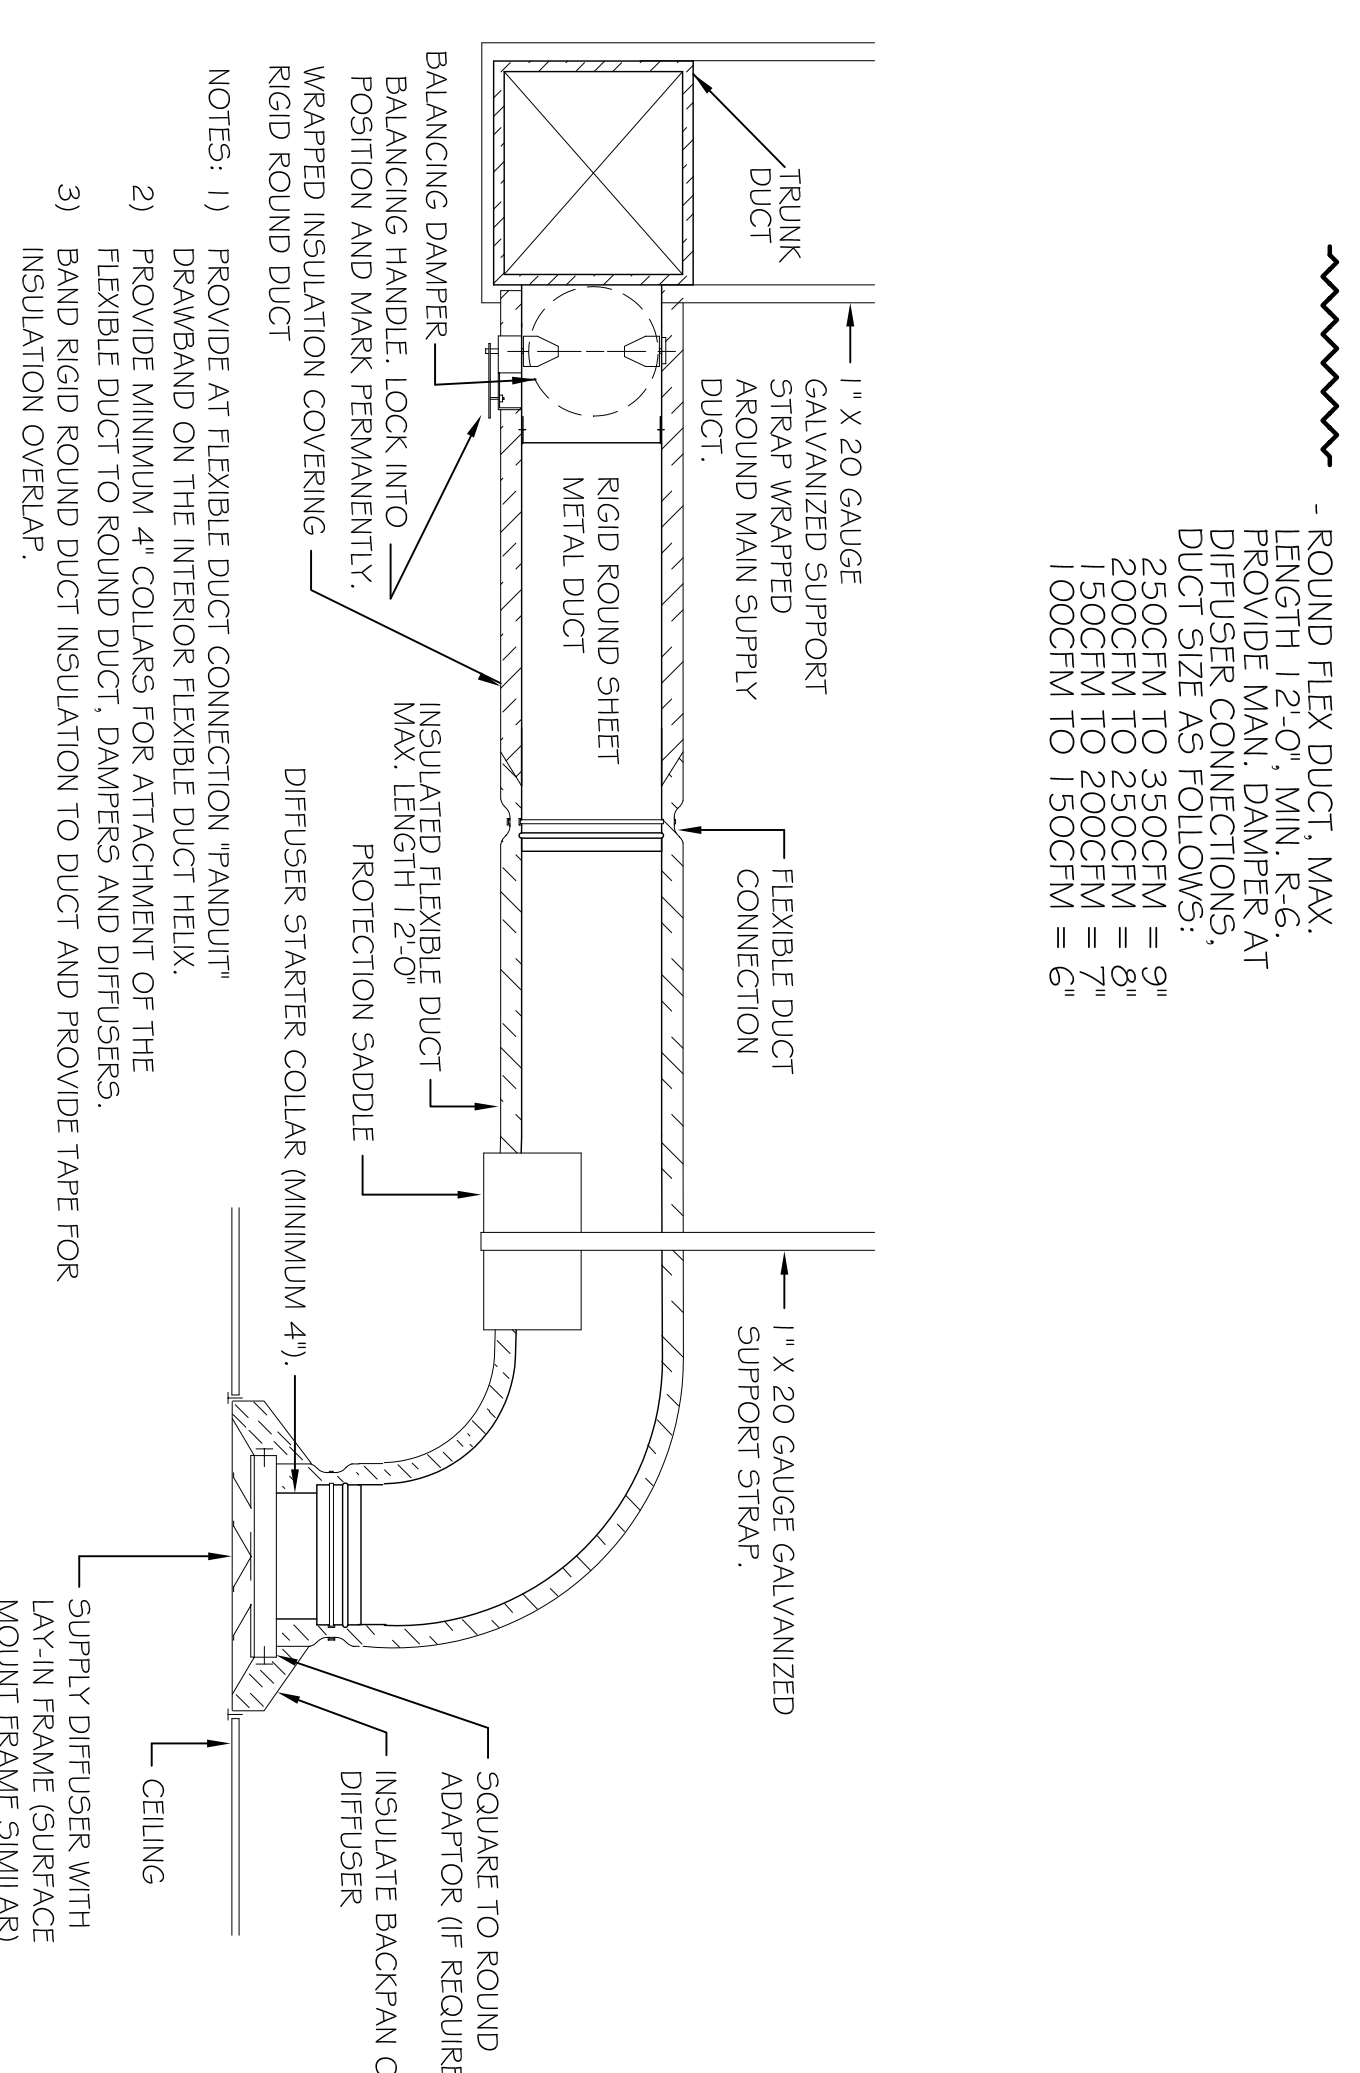 - ROUND FLEX DUCT, MAX.
LENGTH 12'-0", MIN. R-6.
PROVIDE MAN. DAMPER AT
DIFFUSER CONNECTIONS,
DUCT SIZE AS FOLLOWS:
250CFM TO 350CFM = 9"
200CFM TO 250CFM = 8"
150CFM TO 200CFM = 7"
100CFM TO 150CFM = 6"
TRUNK
DUCT
1" X 20 GAUGE
GALVANIZED SUPPORT
STRAP WRAPPED
AROUND MAIN SUPPLY
DUCT.
FLEXIBLE DUCT
CONNECTION
1" X 20 GAUGE GALVANIZED
SUPPORT STRAP.
RIGID ROUND SHEET
METAL DUCT
BALANCING DAMPER
BALANCING HANDLE. LOCK INTO
POSITION AND MARK PERMANENTLY.
WRAPPED INSULATION COVERING
RIGID ROUND DUCT
INSULATED FLEXIBLE DUCT
MAX. LENGTH 12'-0"
PROTECTION SADDLE
DIFFUSER STARTER COLLAR (MINIMUM 4").
SQUARE TO ROUND
ADAPTOR (IF
INSULATE BACKPAN
DIFFUSER
CEILING
SUPPLY DIFFUSER WITH
LAY-IN FRAME (SURFACE
MOUNT FRAME SIMILAR)
NOTES: 1) PROVIDE AT FLEXIBLE DUCT CONNECTION "PANDUIT"
DRAWBAND ON THE INTERIOR FLEXIBLE DUCT HELIX.
2) PROVIDE MINIMUM 4" COLLARS FOR ATTACHMENT OF THE
FLEXIBLE DUCT TO ROUND DUCT, DAMPERS AND DIFFUSERS.
3) BAND RIGID ROUND DUCT INSULATION TO DUCT AND PROVIDE TAPE FOR
INSULATION OVERLAP.